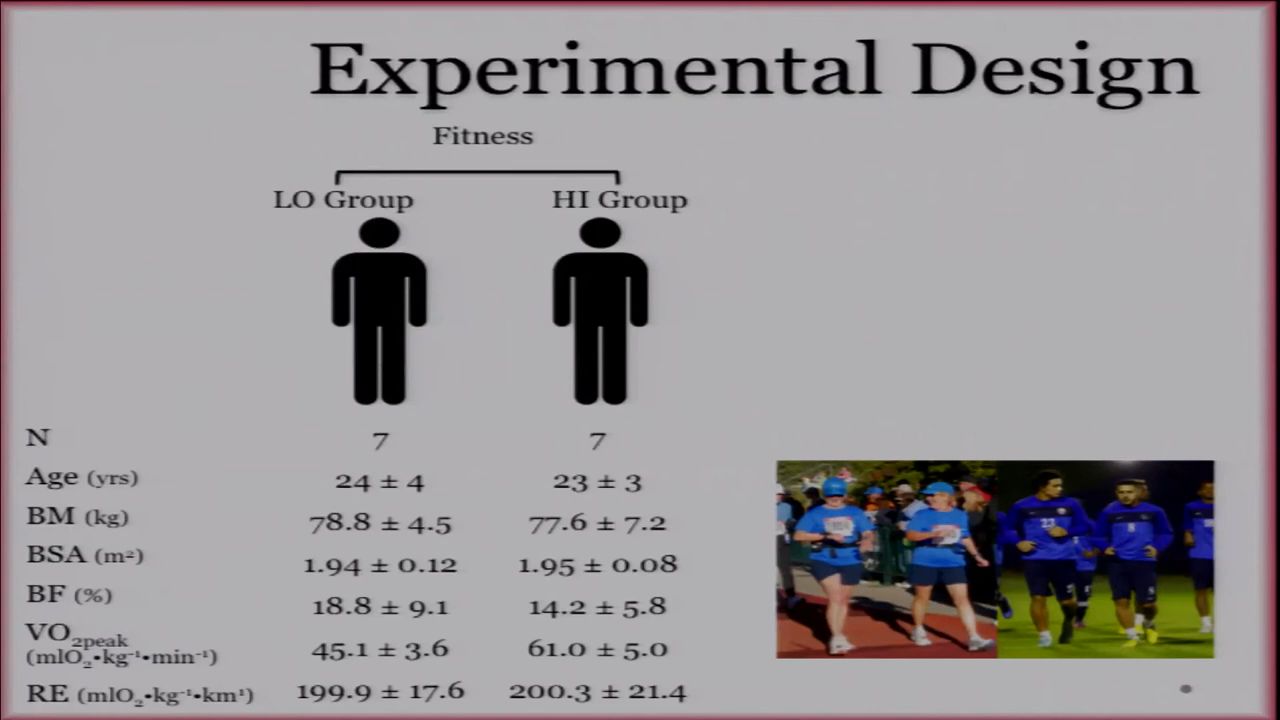 Experimental Design
Fitness
LO Group HI Group
N 7 7
Age (yrs) 24 ± 4 23 ± 3
BM (kg) 78.8 ± 4.5 77.6 ± 7.2
BSA (m²) 1.94 ± 0.12 1.95 ± 0.08
BF (%) 18.8 ± 9.1 14.2 ± 5.8
VO₂peak
(mlO₂•kg⁻¹•min⁻¹) 45.1 ± 3.6 61.0 ± 5.0
RE (mlO₂•kg⁻¹•km¹) 199.9 ± 17.6 200.3 ± 21.4
23